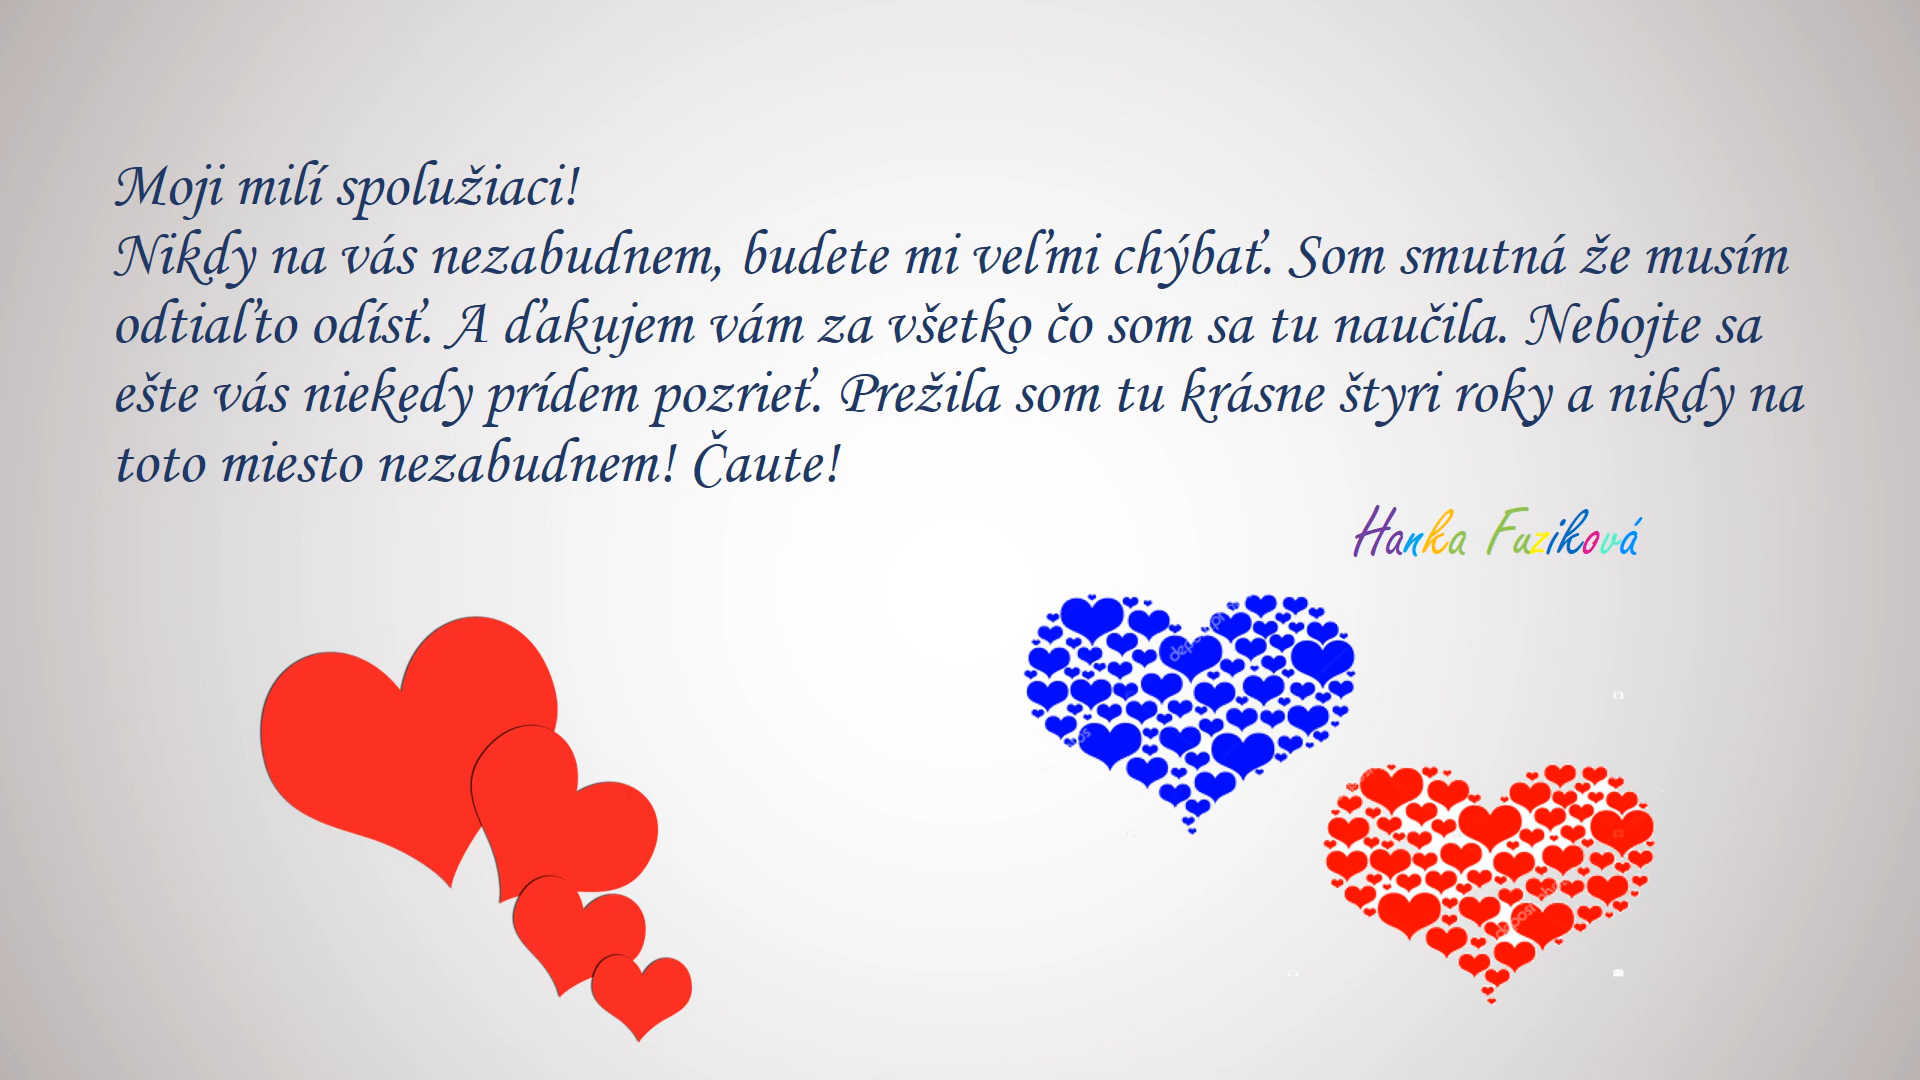 Moji milí spolužiaci!
Nikdy na vás nezabudnem, budete mi veľmi chýbať. Som smutná že musím
odtiaľto odísť. A ďakujem vám za všetko čo som sa tu naučila. Nebojte sa
ešte vás niekedy prídem pozrieť. Prežila som tu krásne štyri roky a nikdy na
toto miesto nezabudnem! Čaute!
Hanka Fuziková